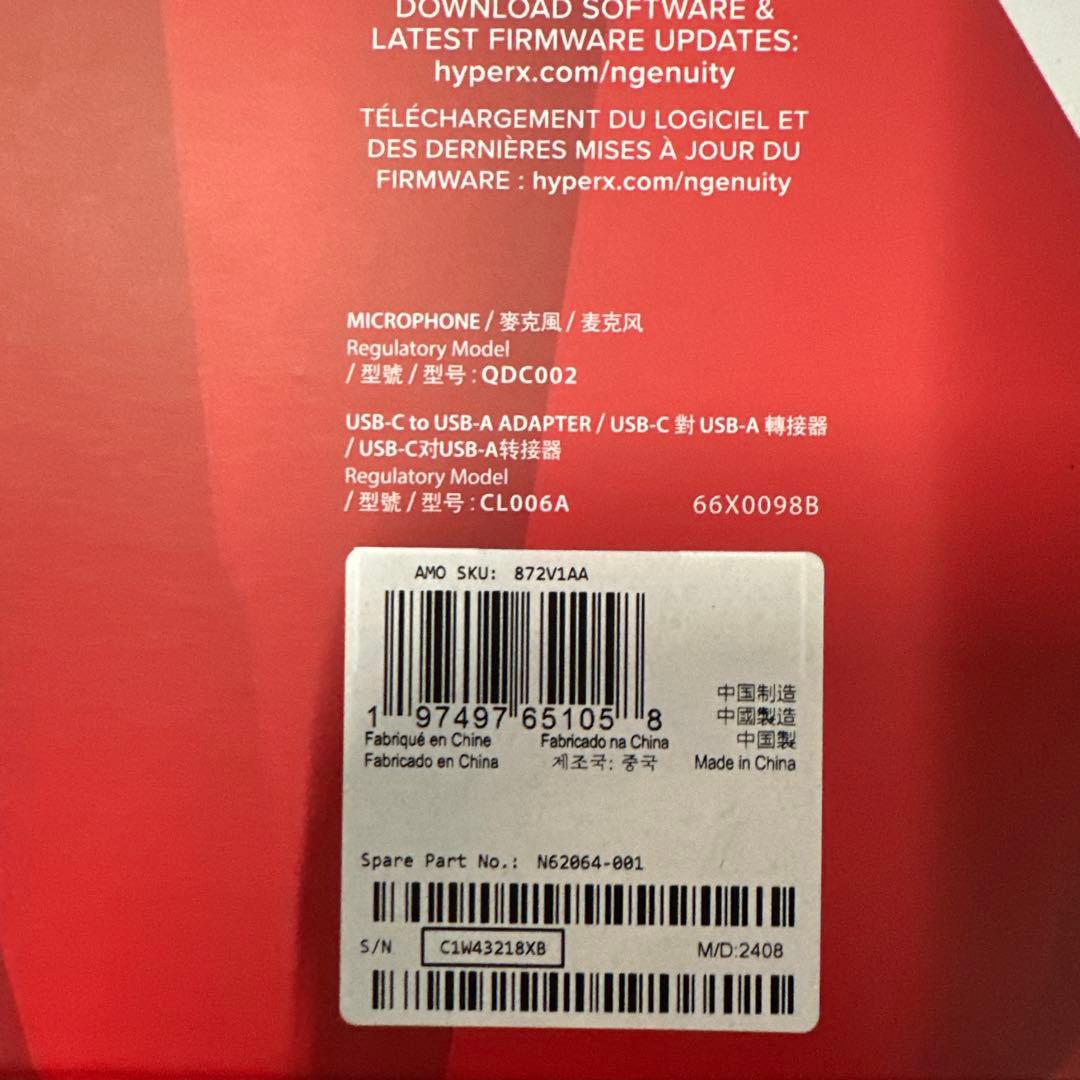 DOWNLOAD SOFTWARE &
LATEST FIRMWARE UPDATES:
hyperx.com/ngenuity
TÉLÉCHARGEMENT DU LOGICIEL ET
DES DERNIÈRES MISES À JOUR DU
FIRMWARE : hyperx.com/ngenuity
MICROPHONE / 麥克風 / 麦克风
Regulatory Model
/ 型號 / 型号 : QDC002
USB-C to USB-A ADAPTER / USB-C 對 USB-A 轉接器
/ USB-C对USB-A转接器
Regulatory Model
/ 型號 / 型号 : CL006A 66X0098B
AMO SKU: 872V1AA
1 97497 65105 8
中国制造
中國製造
中国製
Fabriqué en Chine Fabricado na China
Fabricado en China 제조국: 중국 Made in China
Spare Part No.: N62064-001
S/N C1W43218XB M/D:2408